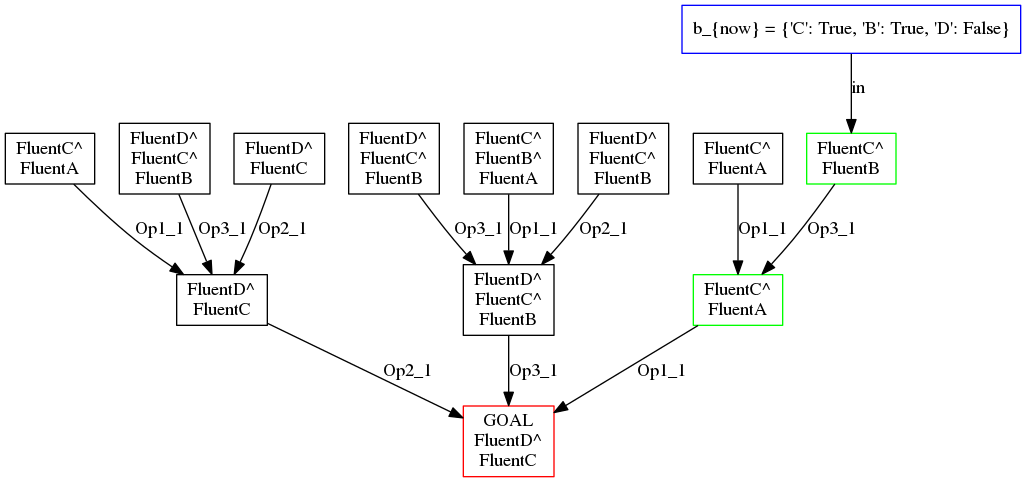 b_{now} = {'C': True, 'B': True, 'D': False}
in
FluentC^
FluentA
FluentD^
FluentC^
FluentB
FluentD^
FluentC
FluentD^
FluentC^
FluentB
FluentC^
FluentB^
FluentA
FluentD^
FluentC^
FluentB
FluentC^
FluentA
FluentC^
FluentB
Op1_1
Op3_1
Op2_1
Op3_1
Op1_1
Op2_1
Op1_1
Op3_1
FluentD^
FluentC
FluentD^
FluentC^
FluentB
FluentC^
FluentA
Op2_1
Op3_1
Op1_1
GOAL
FluentD^
FluentC